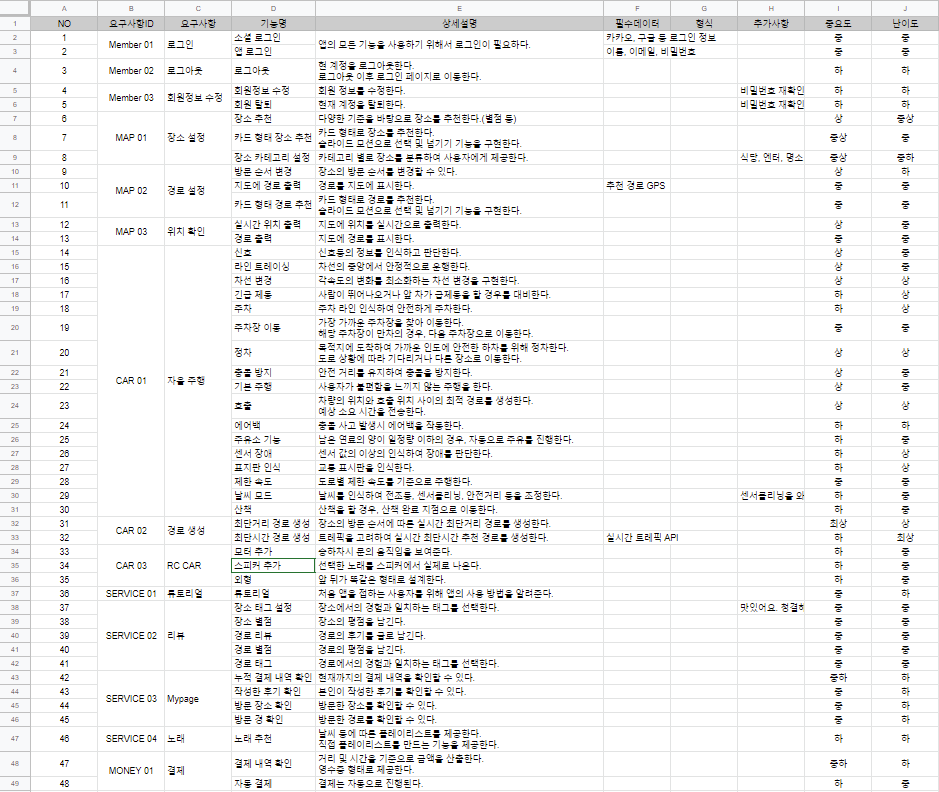 A B C D E F G H I J
1 NO 요구사항ID 요구사항 기능명 상세설명 필수데이터 형식 추가사항 중요도 난이도
2 1 Member 01 로그인 소셜 로그인 앱의 모든 기능을 사용하기 위해서 로그인이 필요하다. 카카오, 구글 등 로그인 정보 중 중
3 2 앱 로그인 이름, 이메일, 비밀번호 중 중
4 3 Member 02 로그아웃 로그아웃 현 계정을 로그아웃한다. 하 하
로그아웃 이후 로그인 페이지로 이동한다.
5 4 Member 03 회원정보 수정 회원정보 수정 회원 정보를 수정한다. 비밀번호 재확인 하 하
6 5 회원 탈퇴 현재 계정을 탈퇴한다. 비밀번호 재확인 하 하
7 6 MAP 01 장소 설정 장소 추천 다양한 기준을 바탕으로 장소를 추천한다.(별점 등) 상 중상
8 7 카드 형태 장소 추천 카드 형태로 장소를 추천한다. 중상 중
슬라이드 모션으로 선택 및 넘기기 기능을 구현한다.
9 8 장소 카테고리 설정 카테고리 별로 장소를 분류하여 사용자에게 제공한다. 식당, 엔터, 명소 중상 중하
10 9 MAP 02 경로 설정 방문 순서 변경 장소의 방문 순서를 변경할 수 있다. 상 하
11 10 지도에 경로 출력 경로를 지도에 표시한다. 추천 경로 GPS 중 중
12 11 카드 형태 경로 추천 카드 형태로 경로를 추천한다. 중 중
슬라이드 모션으로 선택 및 넘기기 기능을 구현한다.
13 12 MAP 03 위치 확인 실시간 위치 출력 지도에 위치를 실시간으로 출력한다. 상 중
14 13 경로 출력 지도에 경로를 표시한다. 상 중
15 14 CAR 01 자율 주행 신호 신호등의 정보를 인식하고 판단한다. 상 중
16 15 라인 트레이싱 차선의 중앙에서 안정적으로 운행한다. 상 중
17 16 차선 변경 각속도의 변화를 최소화하는 차선 변경을 구현한다. 상 상
18 17 긴급 제동 사람이 뛰어나오거나 앞 차가 급제동을 할 경우를 대비한다. 하 상
19 18 주차 주차 라인 인식하여 안전하게 주차한다. 하 상
20 19 주차장 이동 가장 가까운 주차장을 찾아 이동한다. 중 중
해당 주차장이 만차의 경우, 다음 주차장으로 이동한다.
21 20 정차 목적지에 도착하여 가까운 인도에 안전한 하차를 위해 정차한다. 상 상
도로 상황에 따라 기다리거나 다른 장소로 이동한다.
22 21 충돌 방지 안전 거리를 유지하여 충돌을 방지한다. 상 중
23 22 기본 주행 사용자가 불편함을 느끼지 않는 주행을 한다. 상 중
24 23 호출 차량의 위치와 호출 위치 사이의 최적 경로를 생성한다. 상 상
예상 소요 시간을 전송한다.
25 24 에어백 충돌 사고 발생시 에어백을 작동한다. 하 하
26 25 주유소 기능 남은 연료의 양이 일정량 이하의 경우, 자동으로 주유를 진행한다. 하 중
27 26 센서 장애 센서 값의 이상의 인식하여 장애를 판단한다. 하 상
28 27 표지판 인식 교통 표시판을 인식한다. 하 상
29 28 제한 속도 도로별 제한 속도를 기준으로 주행한다. 중 중
30 29 날씨 모드 날씨를 인식하여 전조등, 센서클리닝, 안전거리 등을 조정한다. 센서클리닝을 와 하 중
31 30 산책 산책을 할 경우, 산책 완료 지점으로 이동한다. 하 중
32 31 CAR 02 경로 생성 최단거리 경로 생성 장소의 방문 순서에 따른 실시간 최단거리 경로를 생성한다. 최상 상
33 32 최단시간 경로 생성 트래픽을 고려하여 실시간 최단시간 추천 경로를 생성한다. 실시간 트래픽 API 하 최상
34 33 CAR 03 RC CAR 모터 추가 승하차시 문의 움직임을 보여준다. 하 중
35 34 스피커 추가 선택한 노래를 스피커에서 실제로 나온다. 하 중
36 35 외형 앞 뒤가 똑같은 형태로 설계한다. 하 중
37 36 SERVICE 01 튜토리얼 튜토리얼 처음 앱을 접하는 사용자를 위해 앱의 사용 방법을 알려준다. 중 하
38 37 SERVICE 02 리뷰 장소 태그 설정 장소에서의 경험과 일치하는 태그를 선택한다. 맛있어요. 청결하 중 중
39 38 장소 별점 장소의 평점을 남긴다. 중 중
40 39 경로 리뷰 경로의 후기를 글로 남긴다. 중 중
41 40 경로 별점 경로의 평점을 남긴다. 중 중
42 41 경로 태그 경로에서의 경험과 일치하는 태그를 선택한다. 중 중
43 42 SERVICE 03 Mypage 누적 결제 내역 확인 현재까지의 결제 내역을 확인할 수 있다. 중하 하
44 43 작성한 후기 확인 본인이 작성한 후기를 확인할 수 있다. 중 하
45 44 방문 장소 확인 방문한 장소를 확인할 수 있다. 중 하
46 45 방문 경 확인 방문한 경로를 확인할 수 있다. 중 하
47 46 SERVICE 04 노래 노래 추천 날씨 등에 따른 플레이리스트를 제공한다. 하 하
직접 플레이리스트를 만드는 기능을 제공한다.
48 47 MONEY 01 결제 결제 내역 확인 거리 및 시간을 기준으로 금액을 산출한다. 중하 하
영수증 형태로 제공한다.
49 48 자동 결제 결제는 자동으로 진행된다. 하 중